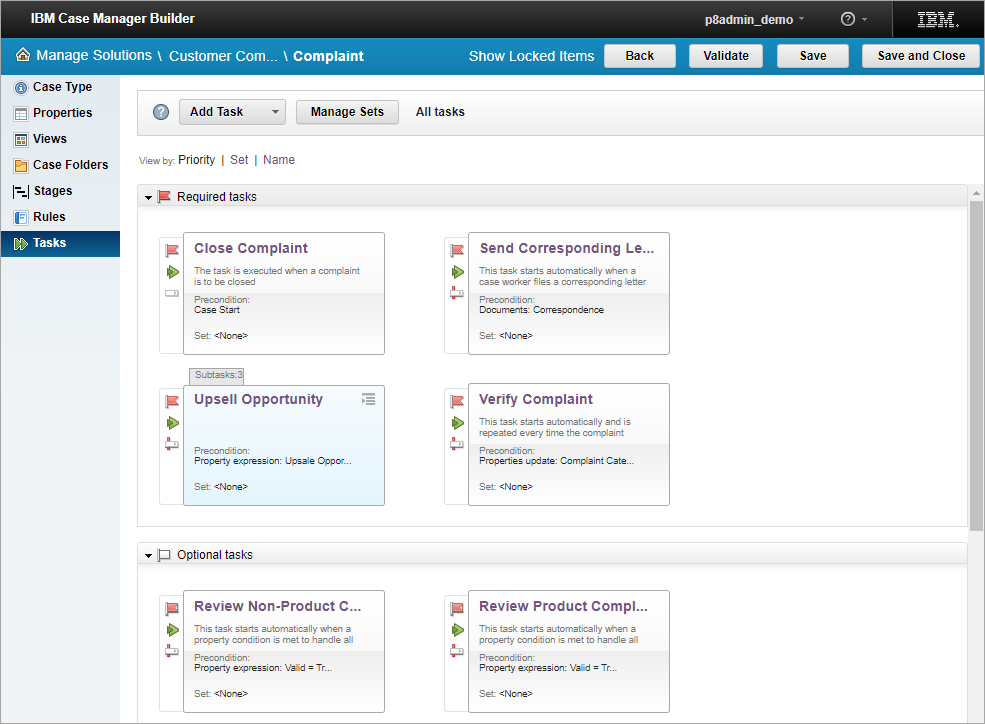 IBM Case Manager Builder
p8admin_demo
?
IBM.
Manage Solutions \ Customer Com... \ Complaint
Show Locked Items
Back
Validate
Save
Save and Close
Case Type
Properties
Views
Case Folders
Stages
Rules
Tasks
?
Add Task
Manage Sets
All tasks
View by: Priority | Set | Name
Required tasks
Close Complaint
The task is executed when a complaint
is to be closed
Precondition:
Case Start
Set: <None>
Send Corresponding Le...
This task starts automatically when a
case worker files a corresponding letter
Precondition:
Documents: Correspondence
Set: <None>
Subtasks:3
Upsell Opportunity
Precondition:
Property expression: Upsale Oppor...
Set: <None>
Verify Complaint
This task starts automatically and is
repeated every time the complaint
Precondition:
Properties update: Complaint Cate...
Set: <None>
Optional tasks
Review Non-Product C...
This task starts automatically when a
property condition is met to handle all
Precondition:
Property expression: Valid = Tr...
Set: <None>
Review Product Compl...
This task starts automatically when a
property condition is met to handle all
Precondition:
Property expression: Valid = Tr...
Set: <None>